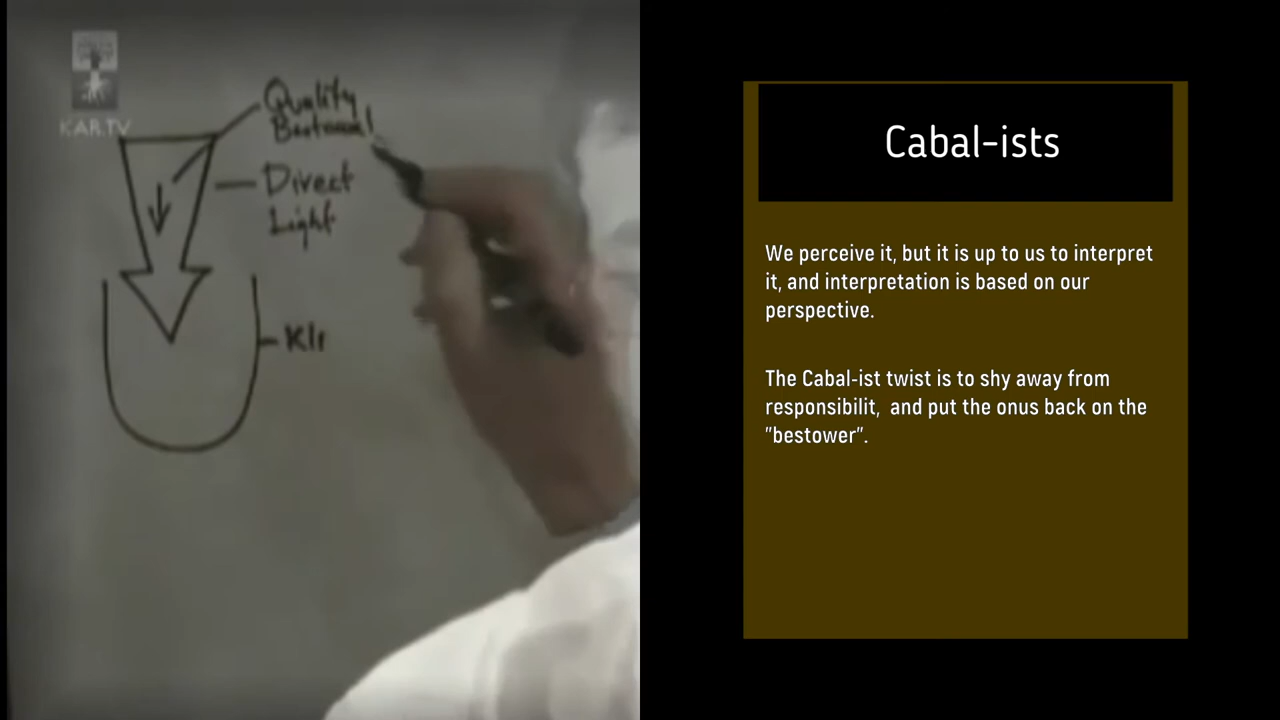 KAB.TV
Quality
Bestowal
Direct
Light
Kli
Cabal-ists
We perceive it, but it is up to us to interpret
it, and interpretation is based on our
perspective.
The Cabal-ist twist is to shy away from
responsibilit,  and put the onus back on the
"bestower".